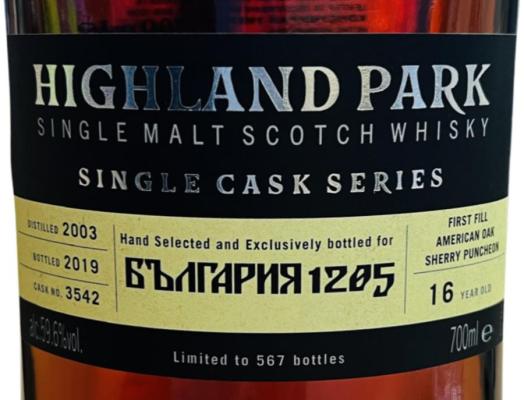 HIGHLAND PARK
SINGLE MALT SCOTCH WHISKY
SINGLE CASK SERIES
DISTILLED 2003
BOTTLED 2019
CASK NO. 3542
Hand Selected and Exclusively bottled for
БЪЛГАРИЯ 1205
FIRST FILL
AMERICAN OAK
SHERRY PUNCHEON
16 YEAR OLD
alc.59.6%vol.
700ml e
Limited to 567 bottles